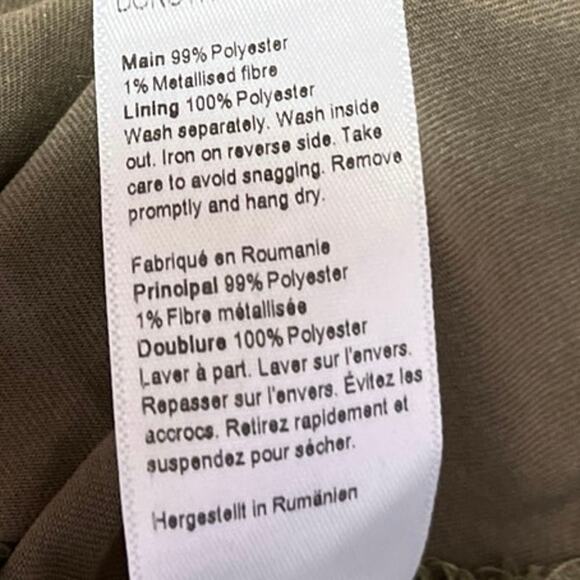 Main 99% Polyester
1% Metallised fibre
Lining 100% Polyester
Wash separately. Wash inside
out. Iron on reverse side. Take
care to avoid snagging. Remove
promptly and hang dry.
Fabriqué en Roumanie
Principal 99% Polyester
1% Fibre métallisée
Doublure 100% Polyester
Laver à part. Laver sur l'envers.
Repasser sur l'envers. Évitez les
accrocs. Retirez rapidement et
suspendez pour sécher.
Hergestellt in Rumänien